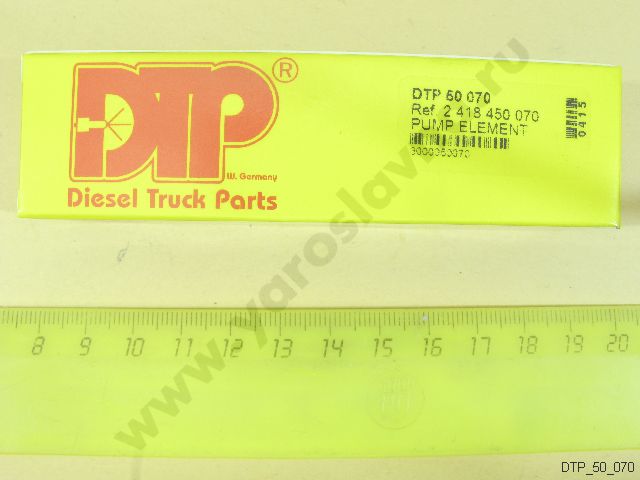 DTP®
W. Germany
Diesel Truck Parts
DTP 50 070
Ref. 2 418 450 070
PUMP ELEMENT
0415
www.yaroslavl.ru
8 9 10 11 12 13 14 15 16 17 18 19 20
DTP_50_070